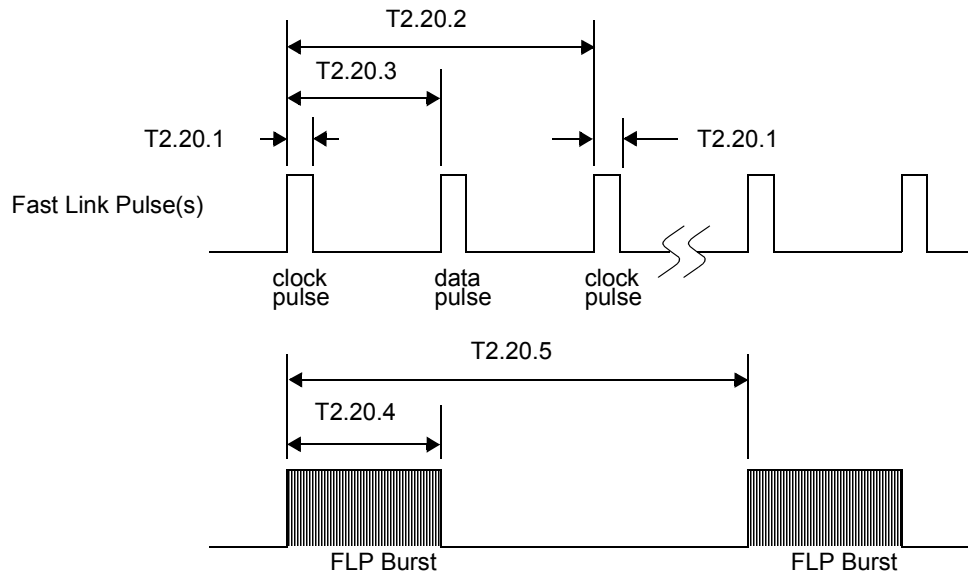 T2.20.2
T2.20.3
T2.20.1
T2.20.1
Fast Link Pulse(s)
clock
pulse
data
pulse
clock
pulse
T2.20.5
T2.20.4
FLP Burst
FLP Burst